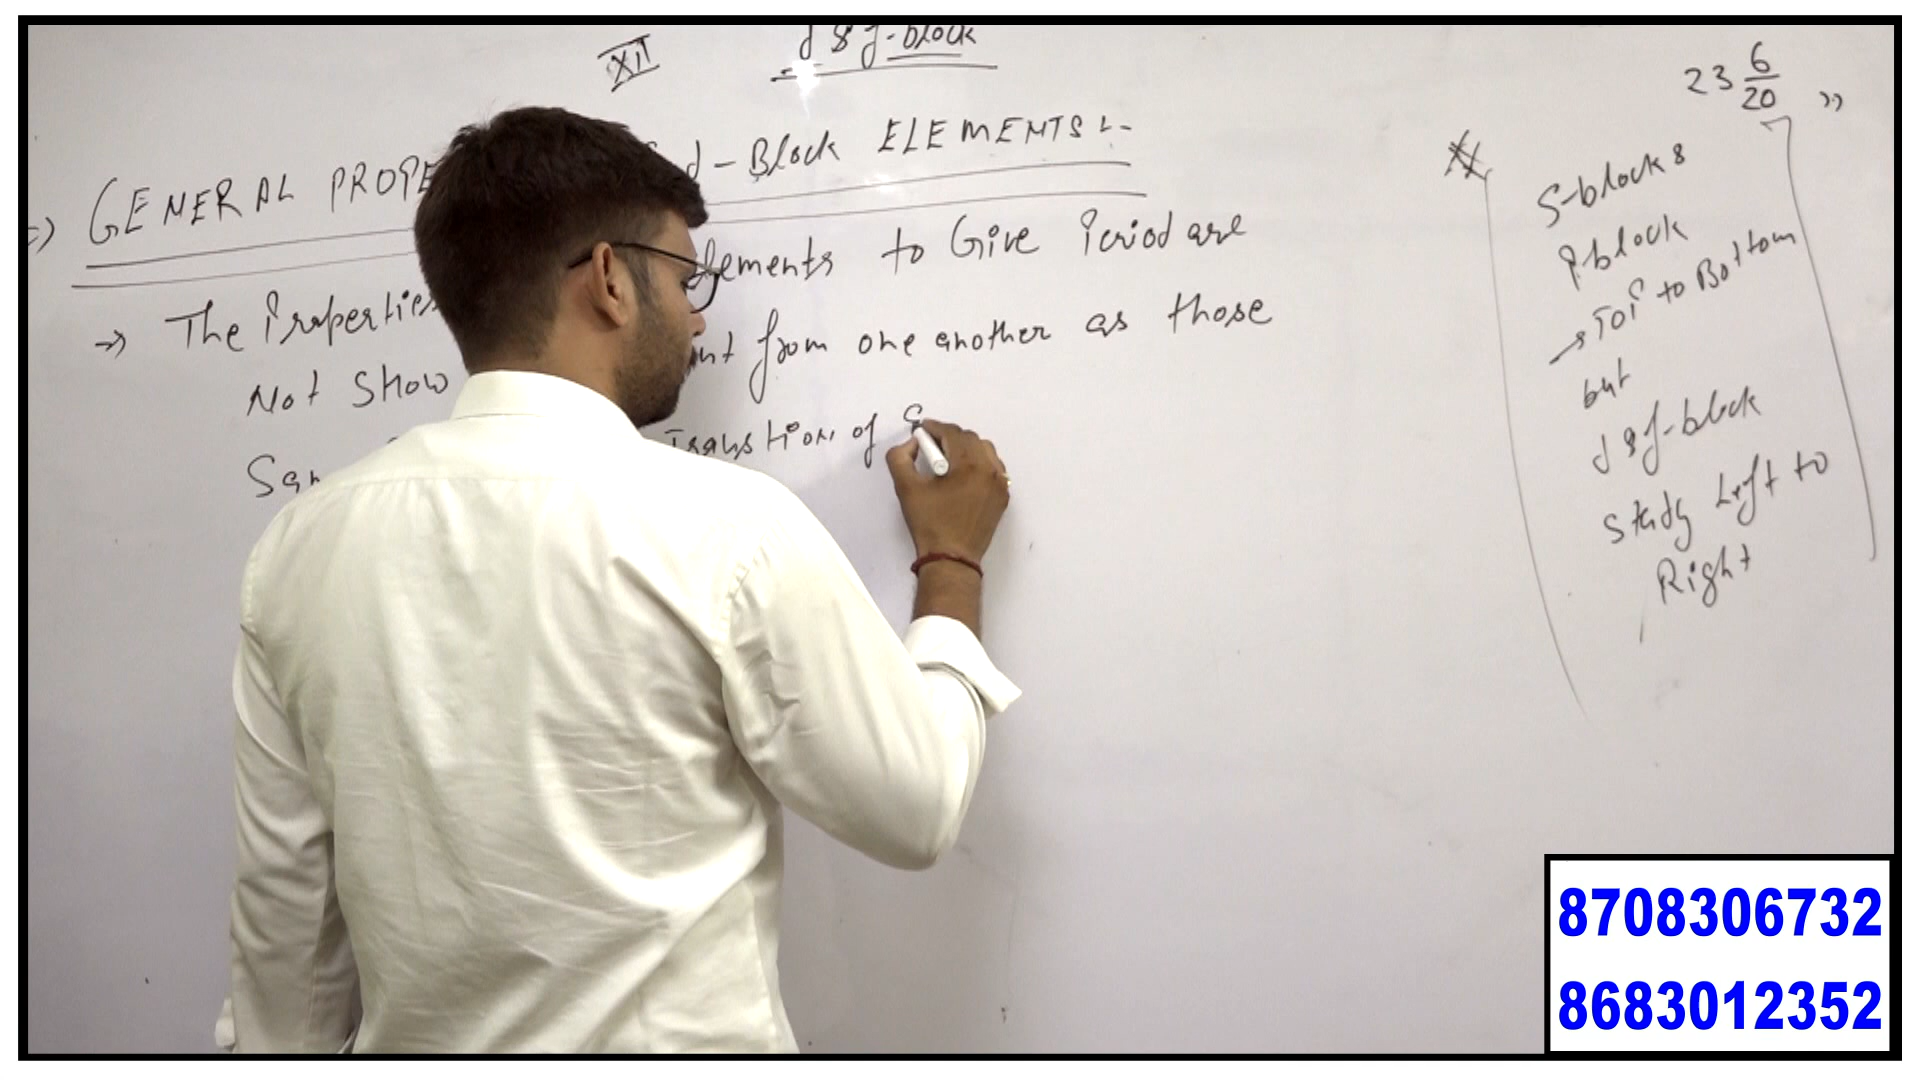 XII
d & f-block
23 6/20
=> GENERAL PROPE d-Block ELEMENTS :-
-> The Properties elements to Give Period are
Not Show from one another as those
Transtion of
S-block &
P-block
-> TOP to Bottom
but
d & f-block
Study Left to
Right
8708306732
8683012352